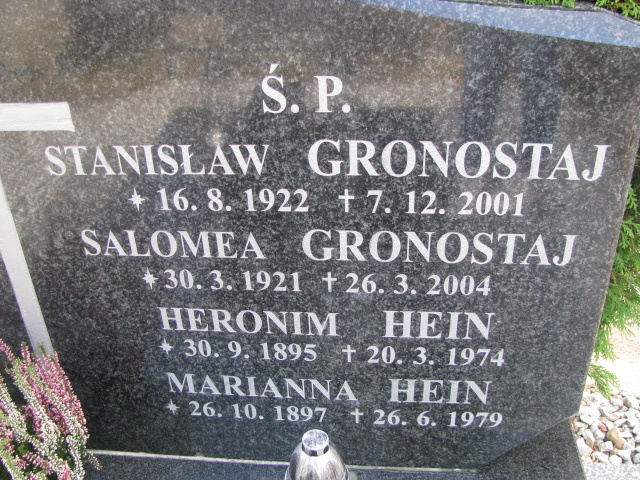 Ś. P.
STANISŁAW GRONOSTAJ
* 16. 8. 1922 † 7. 12. 2001
SALOMEA GRONOSTAJ
* 30. 3. 1921 † 26. 3. 2004
HERONIM HEIN
* 30. 9. 1895 † 20. 3. 1974
MARIANNA HEIN
* 26. 10. 1897 † 26. 6. 1979